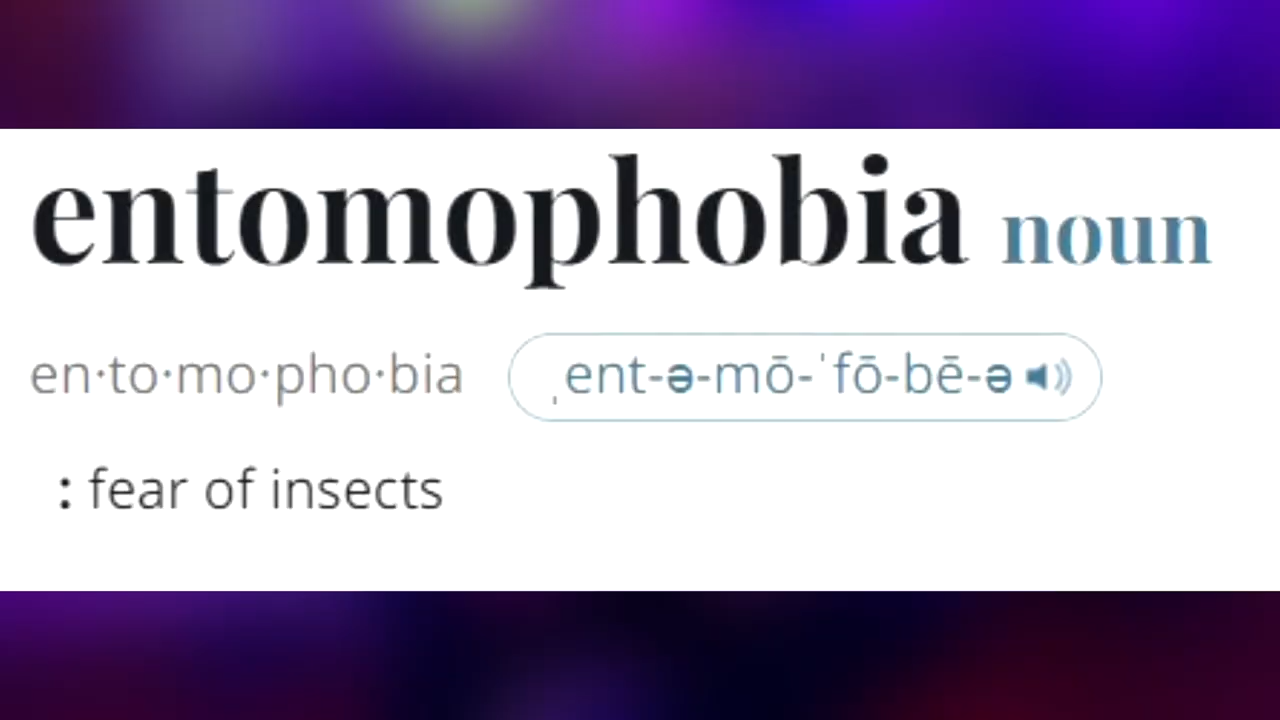 entomophobia noun
en·to·mo·pho·bia ˌent-ə-mō-ˈfō-bē-ə
: fear of insects